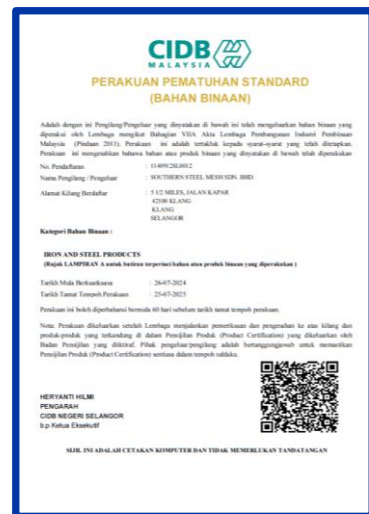 CIDB
MALAYSIA
PERAKUAN PEMATUHAN STANDARD
(BAHAN BINAAN)
Adalah dengan ini Pengilang/Pengeluar yang dinyatakan di bawah ini telah mengeluarkan bahan binaan yang
diperakui oleh Lembaga mengikut Bahagian VIIA Akta Lembaga Pembangunan Industri Pembinaan
Malaysia (Pindaan 2011). Perakuan ini adalah tertakluk kepada syarat-syarat yang telah ditetapkan.
Perakuan ini mengesahkan bahawa bahan atau produk binaan yang dinyatakan di bawah telah diperakukan
No. Pendaftaran :
Nama Pengilang / Pengeluar : SOUTHERN STEEL MESH SDN. BHD.
Alamat Kilang Berdaftar : 5 1/2 MILES, JALAN KAPAR
42100 KLANG
KLANG
SELANGOR
Kategori Bahan Binaan :
IRON AND STEEL PRODUCTS
(Rujuk LAMPIRAN A untuk butiran terperinci bahan atau produk binaan yang diperakukan )
Tarikh Mula Berkuatkuasa : 26-07-2024
Tarikh Tamat Tempoh Perakuan : 25-07-2025
Perakuan ini boleh diperbaharui bermula 60 hari sebelum tarikh tamat tempoh perakuan.
Nota: Perakuan dikeluarkan setelah Lembaga menjalankan pemeriksaan dan pengesahan ke atas kilang dan
produk-produk yang terkandung di dalam Perakuan Pensijilan Produk (Product Certification) yang dikeluarkan oleh
Badan Pensijilan yang diiktiraf. Pihak pengeluar/pengilang adalah bertanggungjawab untuk memastikan
Pensijilan Produk (Product Certification) sentiasa dalam tempoh sahlaku.
HERYANTI HILMI
PENGARAH
CIDB NEGERI SELANGOR
b.p Ketua Eksekutif
SIJIL INI ADALAH CETAKAN KOMPUTER DAN TIDAK MEMERLUKAN TANDATANGAN